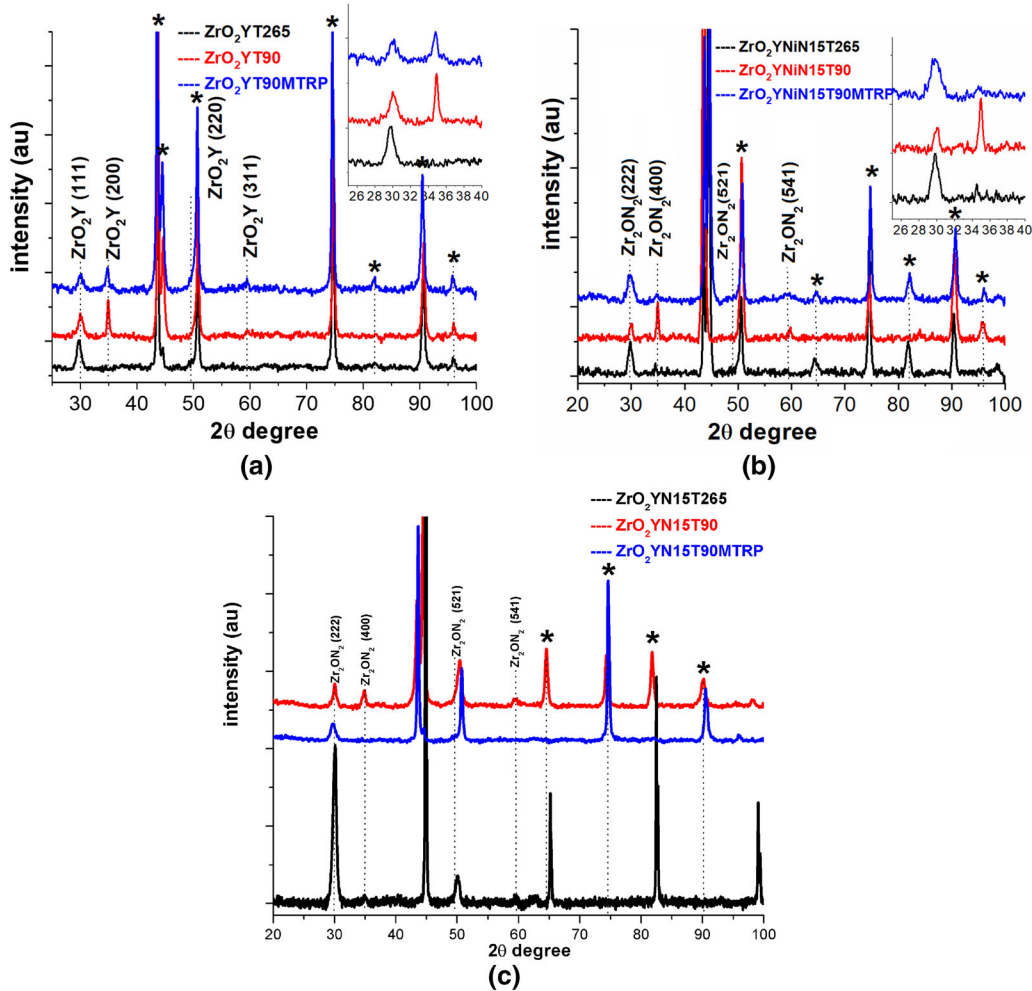 ---- ZrO2YT265
---- ZrO2YT90
---- ZrO2YT90MTRP
* * * * * * *
ZrO2Y (111)
ZrO2Y (200)
ZrO2Y (220)
ZrO2Y (311)
26 28 30 32 34 36 38 40
intensity (au)
30 40 50 60 70 80 90 100
2θ degree
(a)
---- ZrO2YNiN15T265
---- ZrO2YNiN15T90
---- ZrO2YNiN15T90MTRP
* * * * * *
Zr2ON2 (222)
Zr2ON2 (400)
Zr2ON2 (521)
Zr2ON2 (541)
26 28 30 32 34 36 38 40
intensity (au)
20 30 40 50 60 70 80 90 100
2θ degree
(b)
---- ZrO2YN15T265
---- ZrO2YN15T90
---- ZrO2YN15T90MTRP
* * * *
Zr2ON2 (222)
Zr2ON2 (400)
Zr2ON2 (521)
Zr2ON2 (541)
intensity (au)
20 30 40 50 60 70 80 90 100
2θ degree
(c)